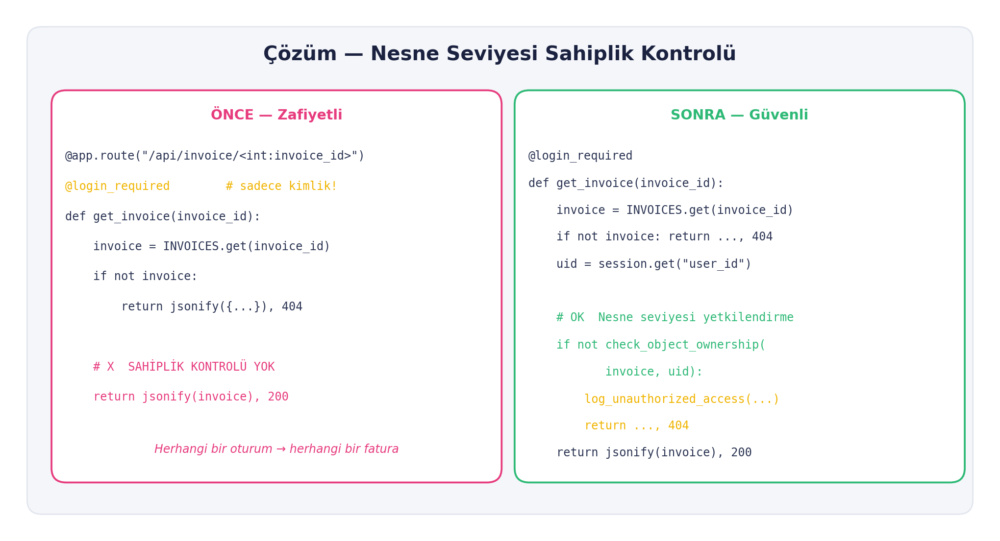 Çözüm — Nesne Seviyesi Sahiplik Kontrolü
ÖNCE — Zafiyetli
@app.route("/api/invoice/<int:invoice_id>")
@login_required        # sadece kimlik!
def get_invoice(invoice_id):
    invoice = INVOICES.get(invoice_id)
    if not invoice:
        return jsonify({...}), 404
    # X  SAHİPLİK KONTROLÜ YOK
    return jsonify(invoice), 200
Herhangi bir oturum → herhangi bir fatura
SONRA — Güvenli
@login_required
def get_invoice(invoice_id):
    invoice = INVOICES.get(invoice_id)
    if not invoice: return ..., 404
    uid = session.get("user_id")
    # OK  Nesne seviyesi yetkilendirme
    if not check_object_ownership(
           invoice, uid):
        log_unauthorized_access(...)
        return ..., 404
    return jsonify(invoice), 200